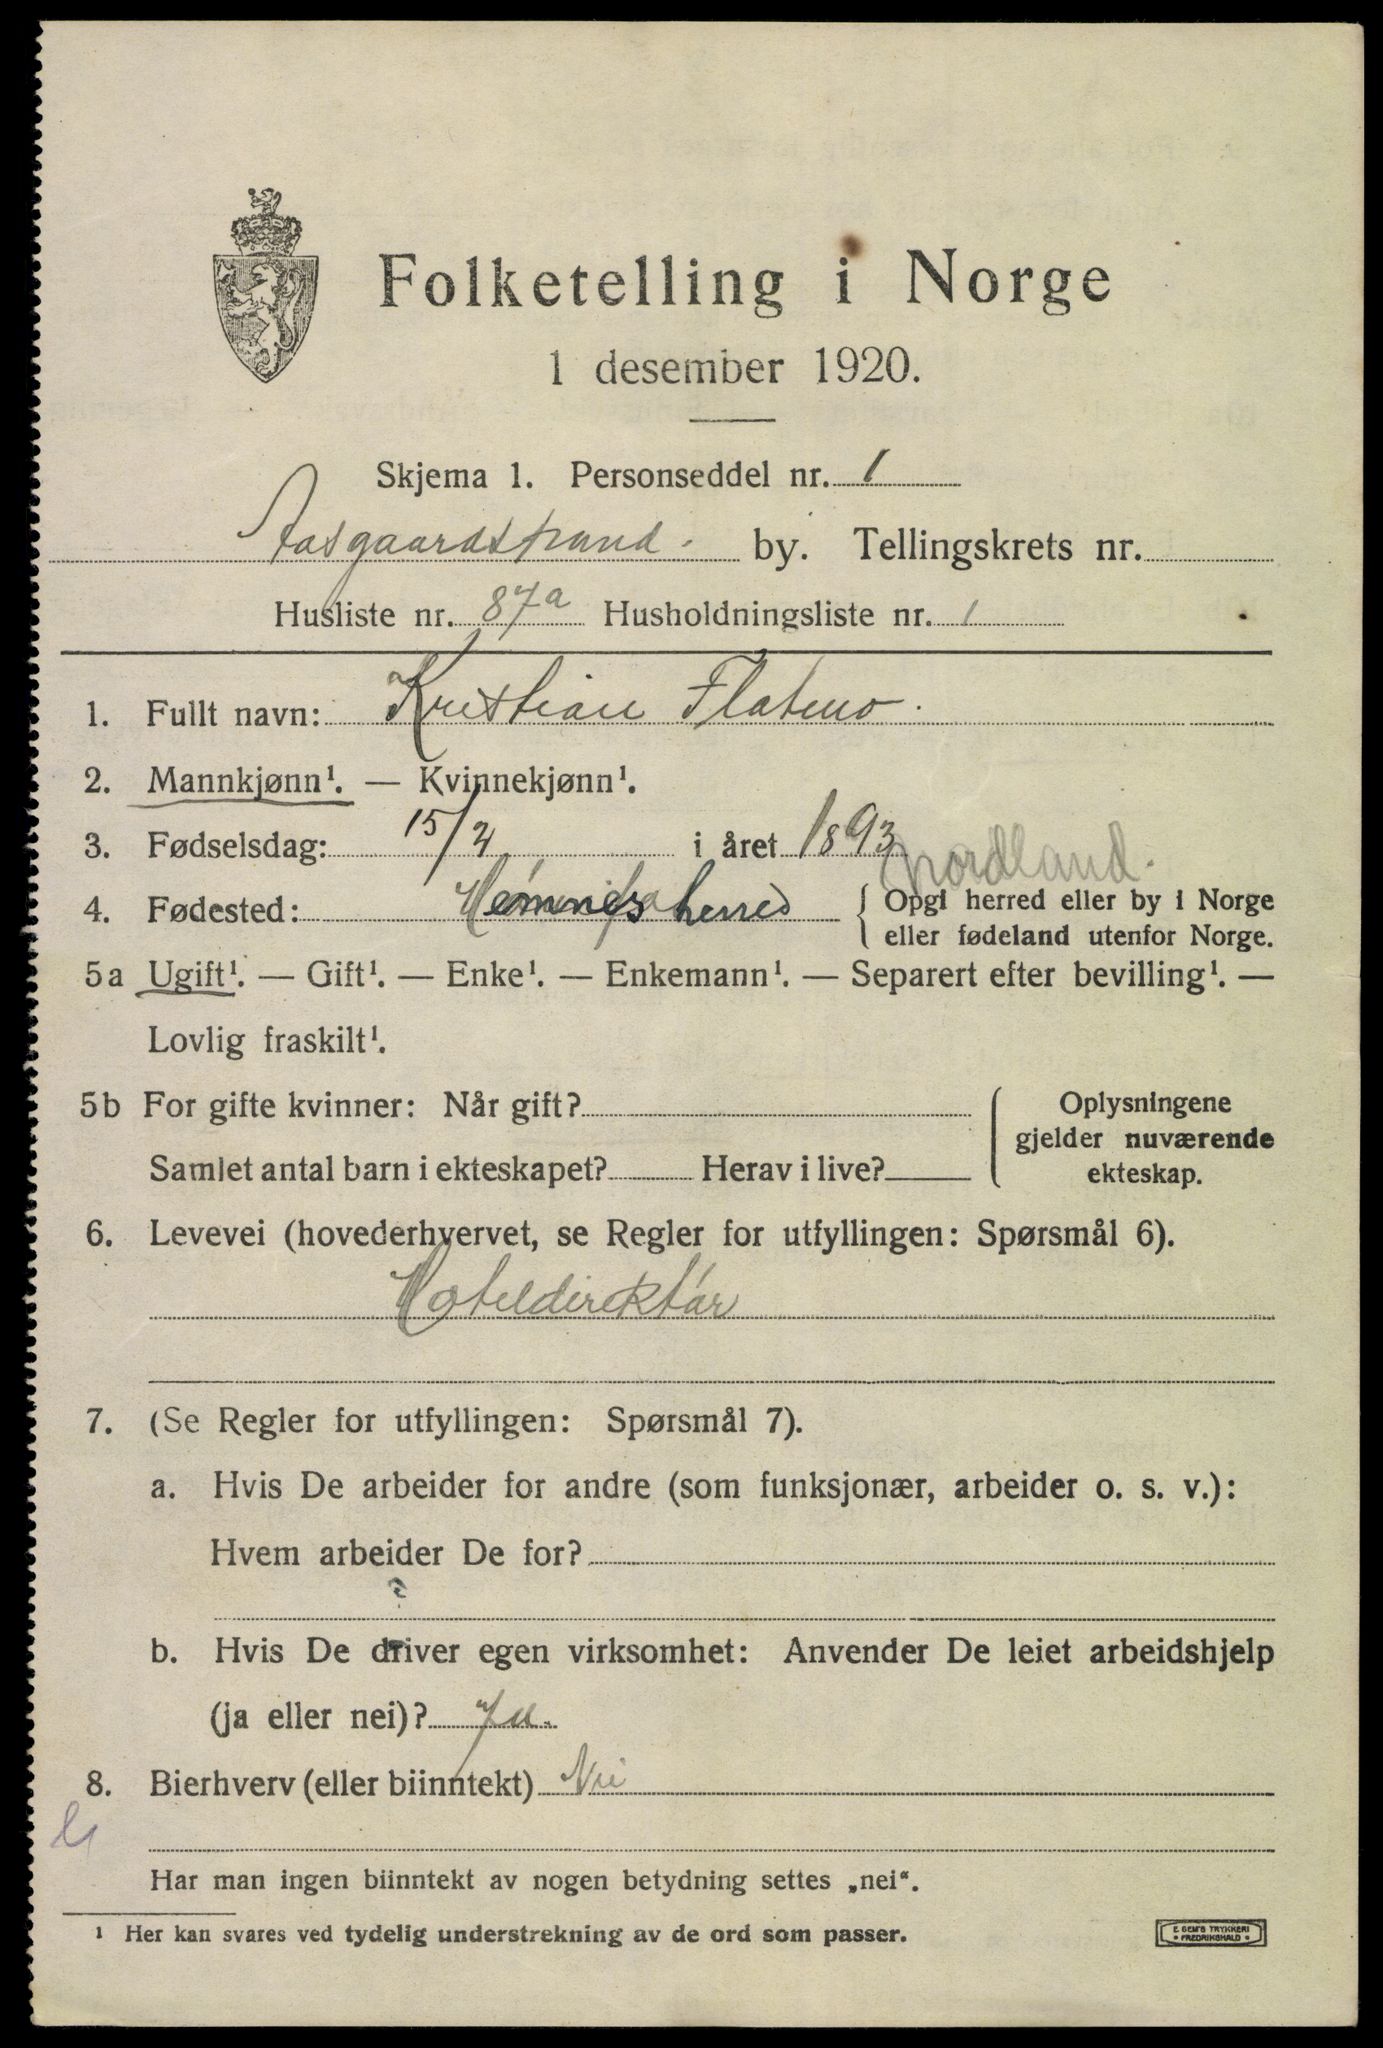 Folketelling i Norge
1 desember 1920.
Skjema 1. Personseddel nr. 1
Aasgaardstrand. by. Tellingskrets nr.
Husliste nr. 87a Husholdningsliste nr. 1
1. Fullt navn: Kristian Flatmo.
2. Mannkjønn¹. — Kvinnekjønn¹.
3. Fødselsdag: 15/2 i året 1893
Nordland.
4. Fødested: Hemnes herred { Opgi herred eller by i Norge
eller fødeland utenfor Norge.
5a Ugift¹. — Gift¹. — Enke¹. — Enkemann¹. — Separert efter bevilling¹. —
Lovlig fraskilt¹.
5b For gifte kvinner: Når gift? Oplysningene
gjelder nuværende
Samlet antal barn i ekteskapet? Herav i live? ekteskap.
6. Levevei (hovederhvervet, se Regler for utfyllingen: Spørsmål 6).
Hoteldirektør
7. (Se Regler for utfyllingen: Spørsmål 7).
a. Hvis De arbeider for andre (som funksjonær, arbeider o. s. v.):
Hvem arbeider De for?
?
b. Hvis De driver egen virksomhet: Anvender De leiet arbeidshjelp
(ja eller nei)? Ja.
8. Bierhverv (eller biinntekt) Nei
Har man ingen biinntekt av nogen betydning settes „nei“.
¹ Her kan svares ved tydelig understrekning av de ord som passer.
E. SEM'S TRYKKERI
• FREDRIKSHALD •